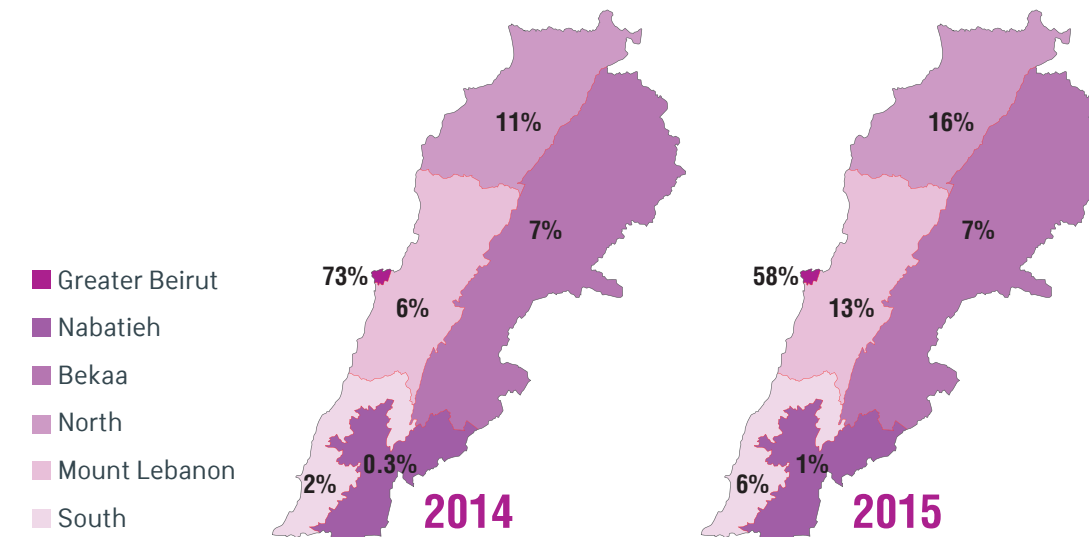 Greater Beirut
Nabatieh
Bekaa
North
Mount Lebanon
South
11%
7%
73%
6%
0.3%
2%
2014
16%
7%
58%
13%
1%
6%
2015